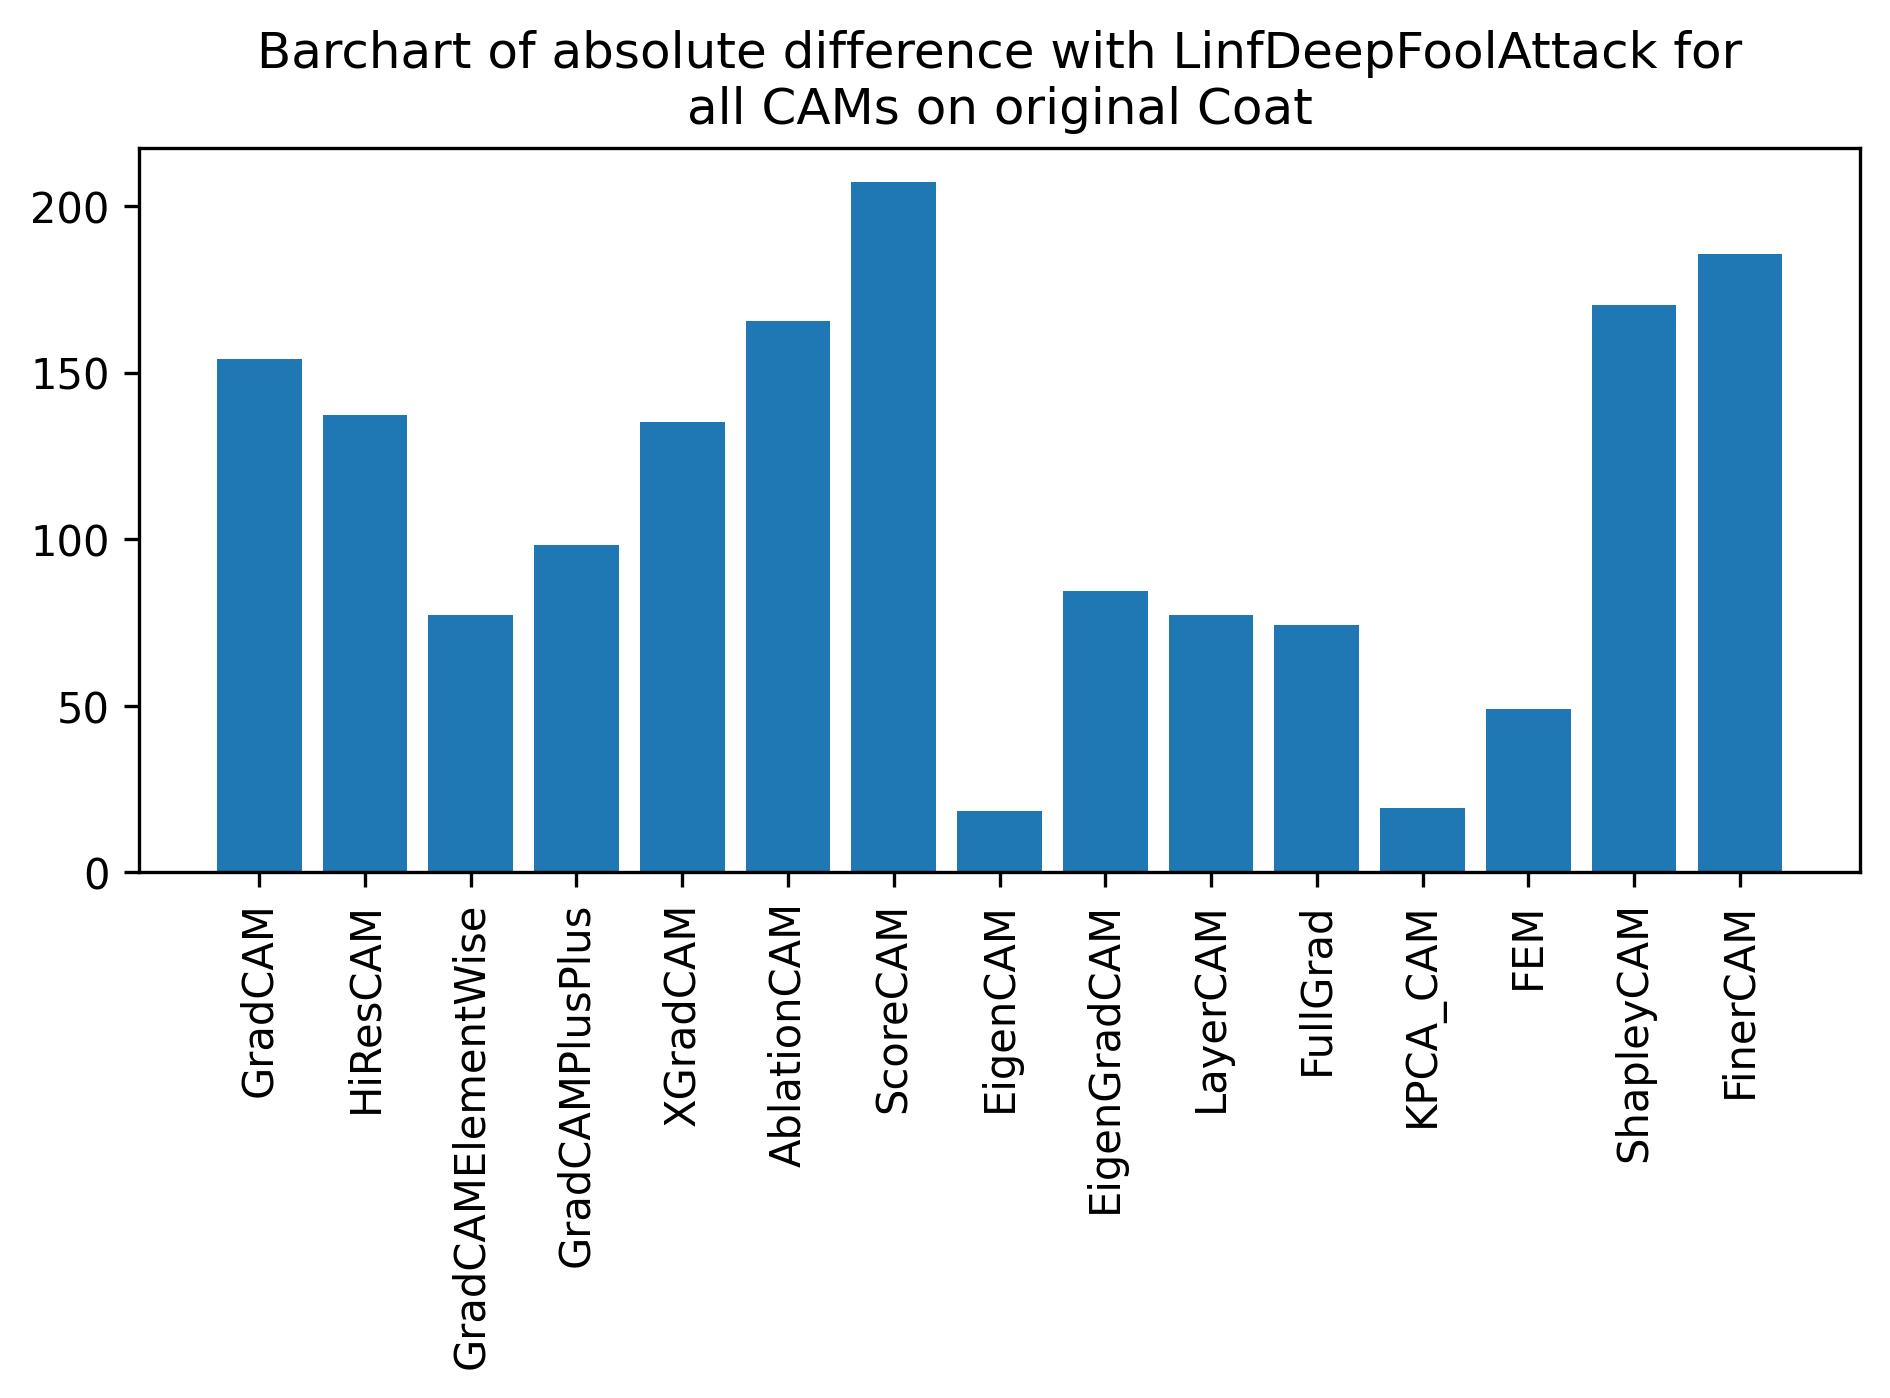 Barchart of absolute difference with LinfDeepFoolAttack for
all CAMs on original Coat
200
150
100
50
0
GradCAM
HiResCAM
GradCAMElementWise
GradCAMPlusPlus
XGradCAM
AblationCAM
ScoreCAM
EigenCAM
EigenGradCAM
LayerCAM
FullGrad
KPCA_CAM
FEM
ShapleyCAM
FinerCAM